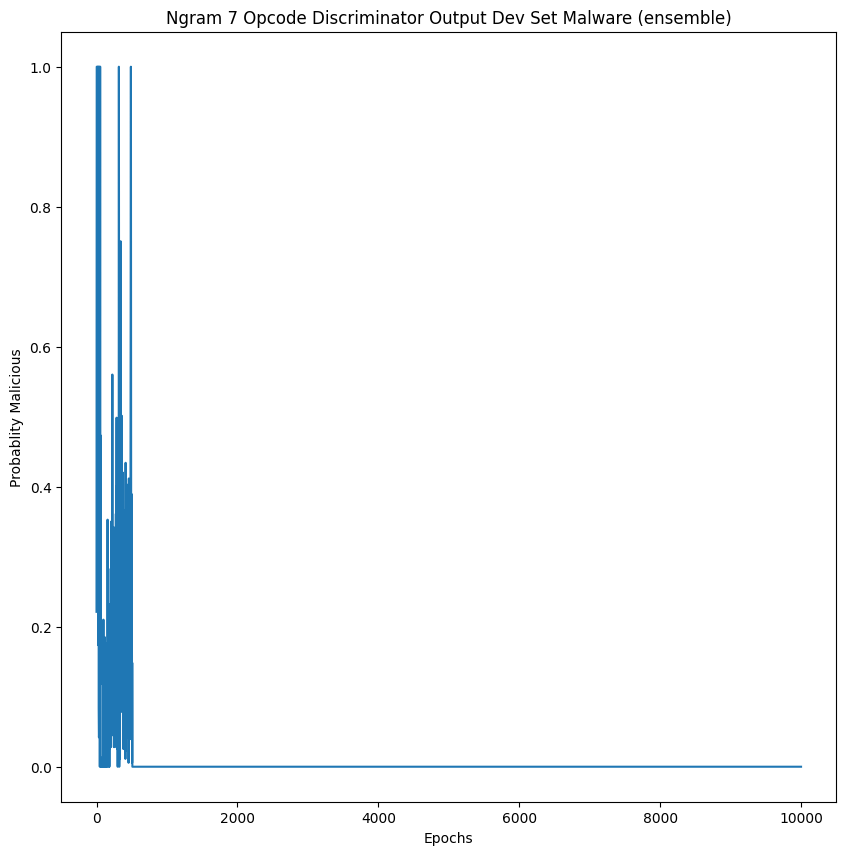 Ngram 7 Opcode Discriminator Output Dev Set Malware (ensemble)
1.0
0.8
0.6
0.4
0.2
0.0
Probablity Malicious
0 2000 4000 6000 8000 10000
Epochs